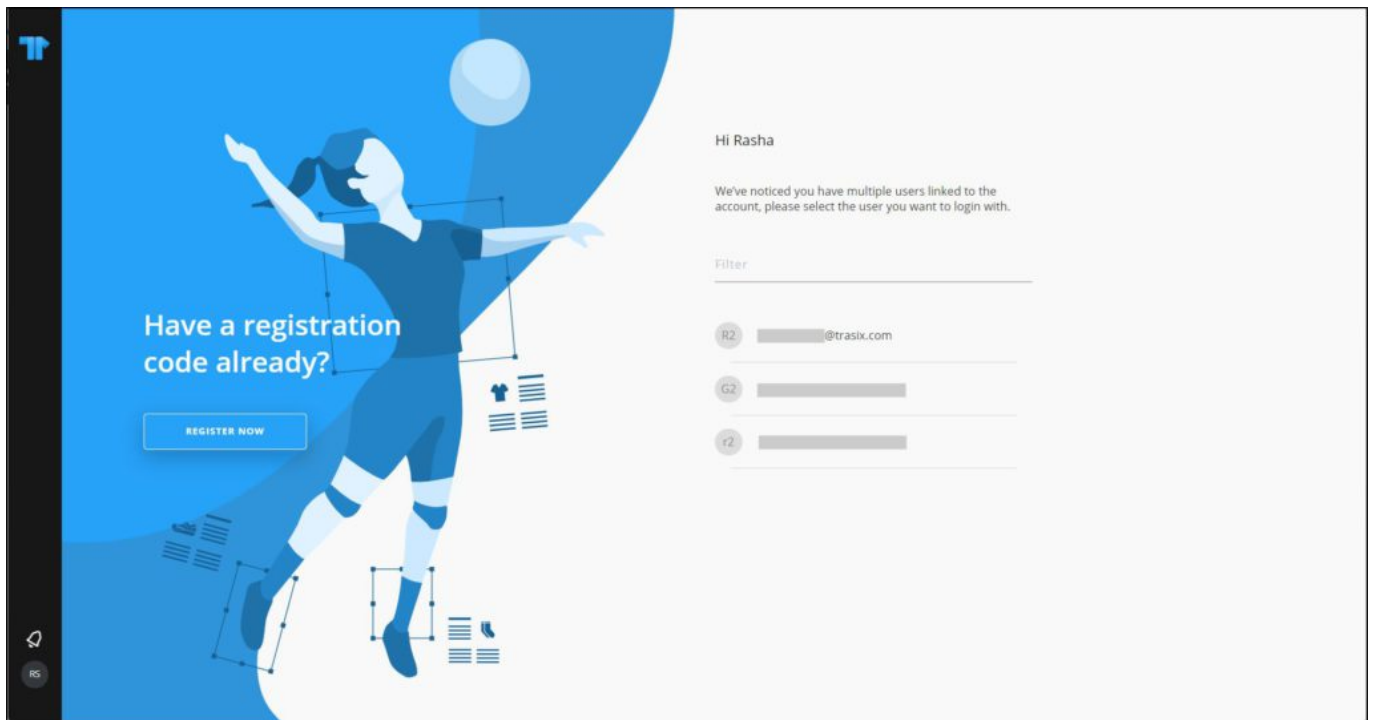 Have a registration
code already?
REGISTER NOW
RS
Hi Rasha
We've noticed you have multiple users linked to the
account, please select the user you want to login with.
Filter
R2 @trasix.com
G2
r2